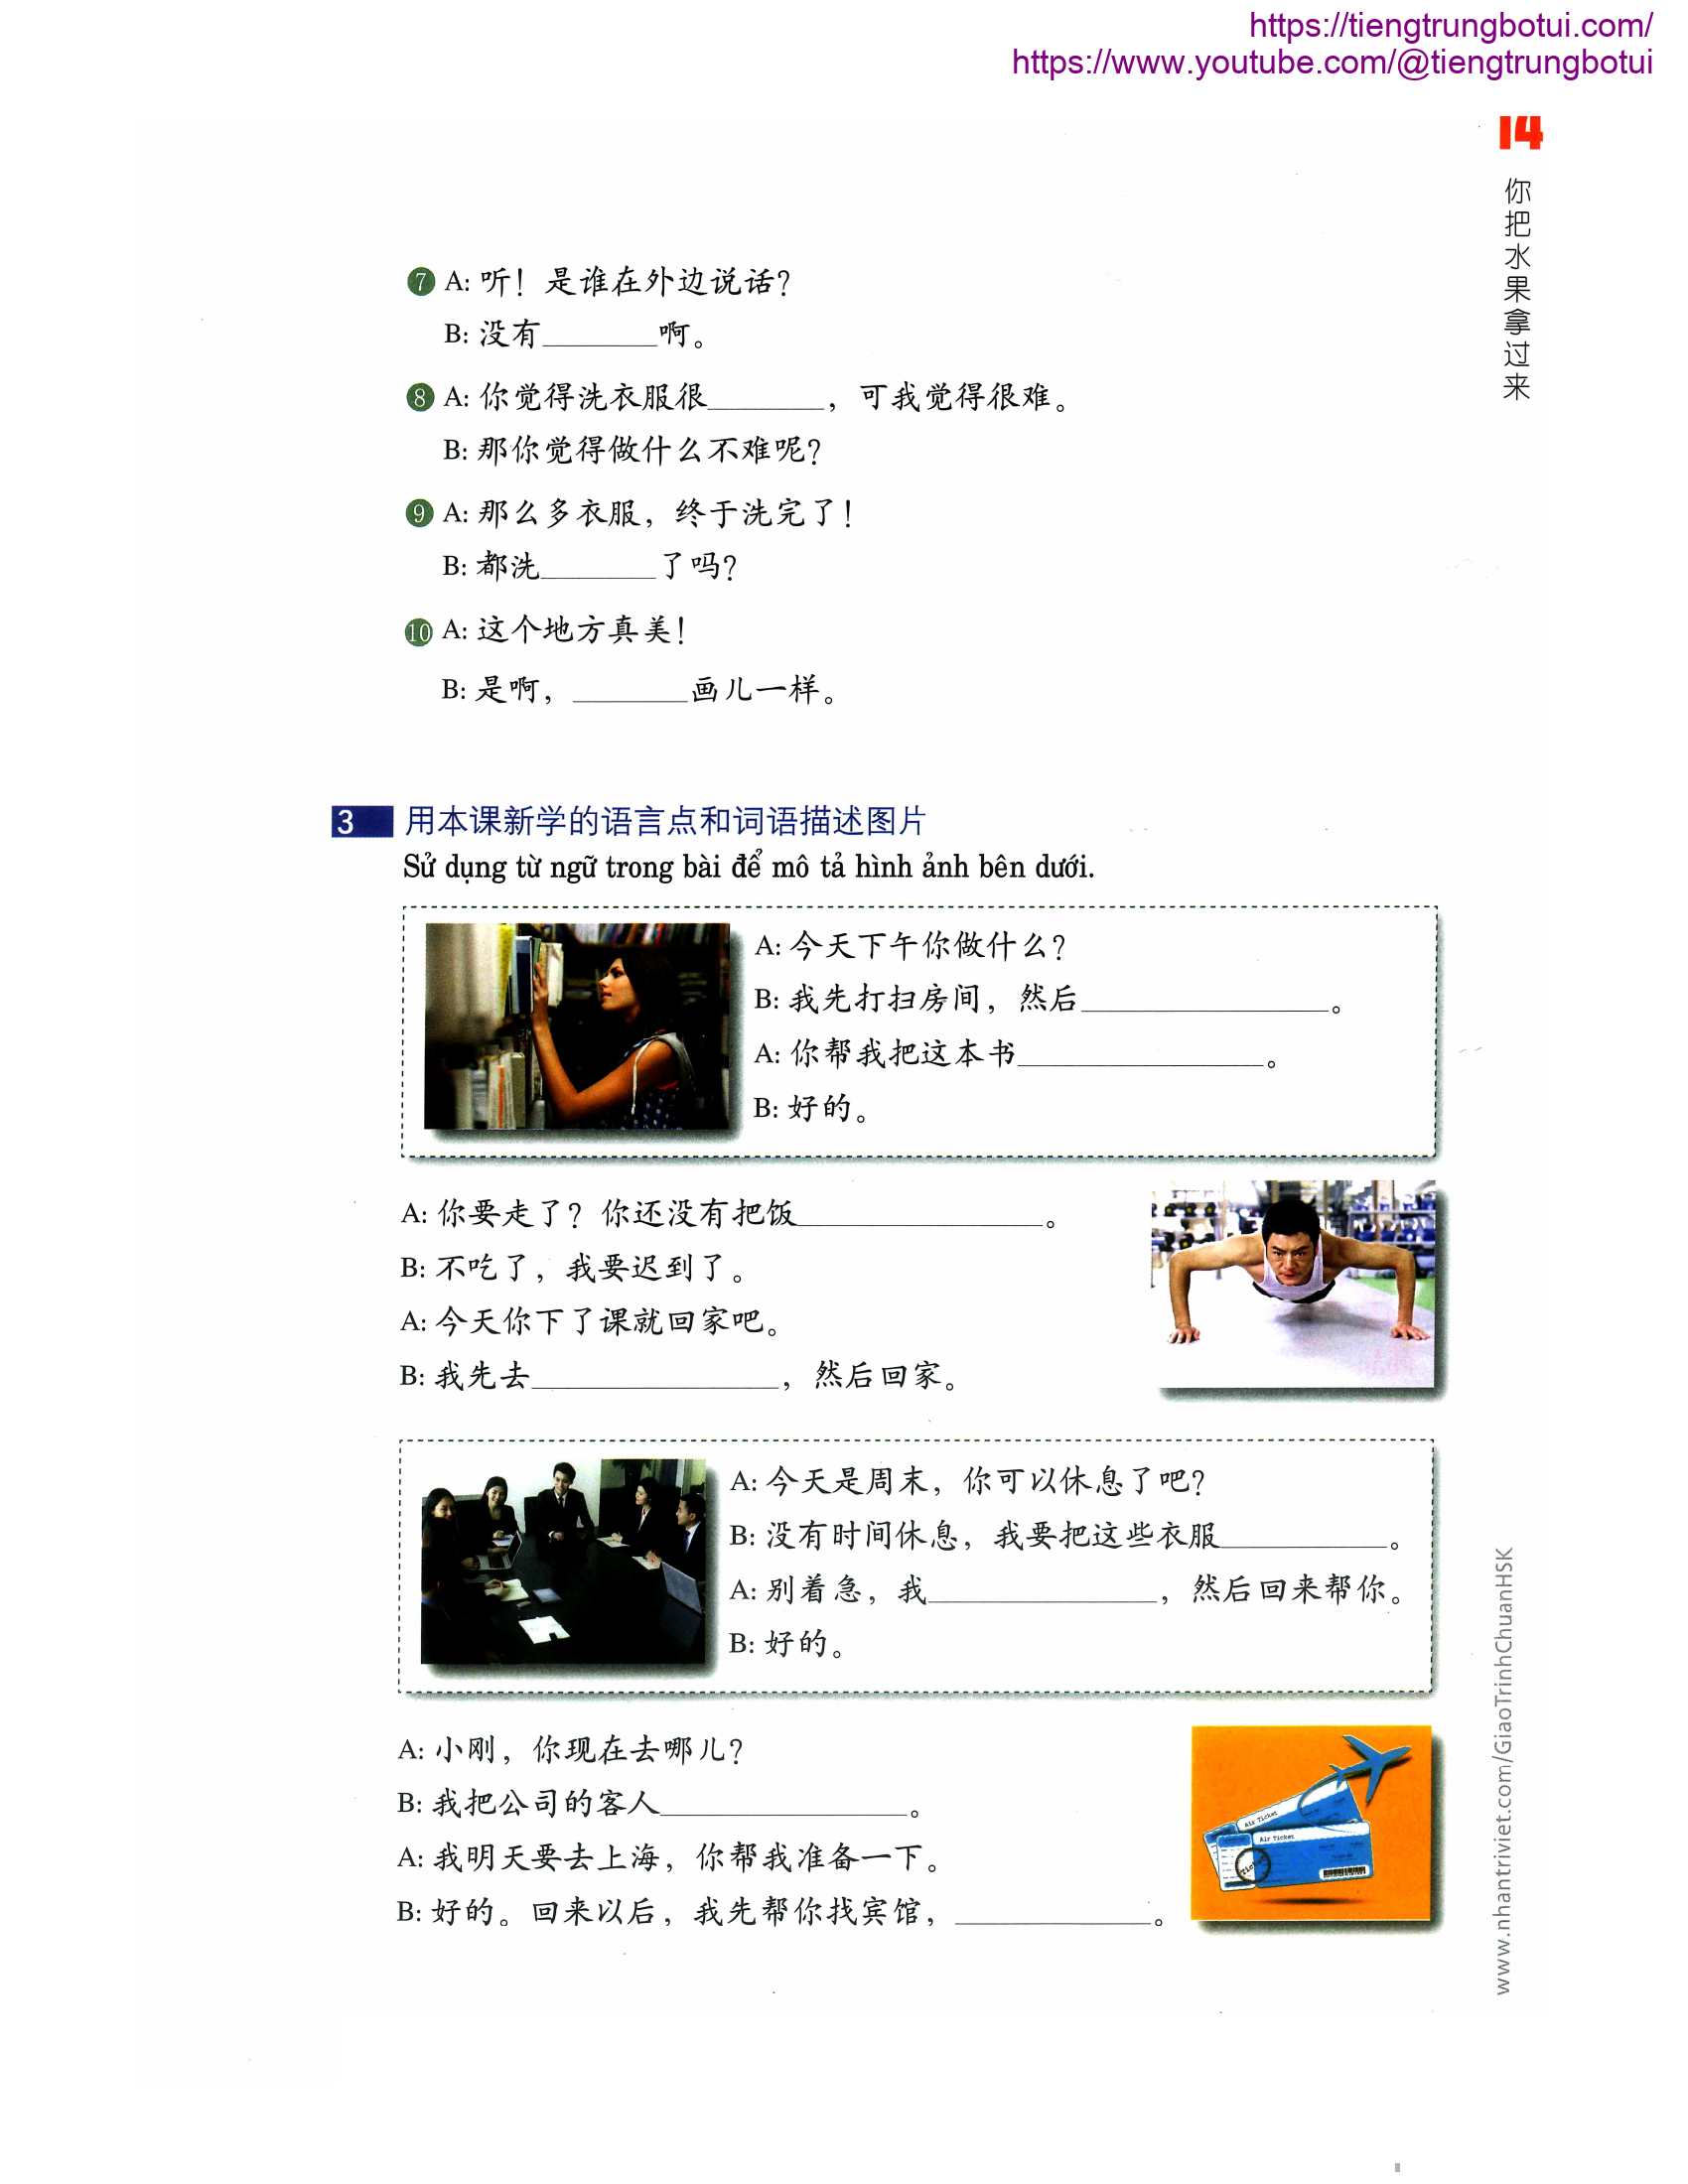 https://tiengtrungbotui.com/
https://www.youtube.com/@tiengtrungbotui
14
你把水果拿过来
7 A: 听！是谁在外边说话？
B: 没有________啊。
8 A: 你觉得洗衣服很________，可我觉得很难。
B: 那你觉得做什么不难呢？
9 A: 那么多衣服，终于洗完了！
B: 都洗________了吗？
10 A: 这个地方真美！
B: 是啊，________画儿一样。
3 用本课新学的语言点和词语描述图片
Sử dụng từ ngữ trong bài để mô tả hình ảnh bên dưới.
A: 今天下午你做什么？
B: 我先打扫房间，然后________________。
A: 你帮我把这本书________________。
B: 好的。
A: 你要走了？你还没有把饭________________。
B: 不吃了，我要迟到了。
A: 今天你下了课就回家吧。
B: 我先去________________，然后回家。
A: 今天是周末，你可以休息了吧？
B: 没有时间休息，我要把这些衣服___________。
A: 别着急，我_______________，然后回来帮你。
B: 好的。
A: 小刚，你现在去哪儿？
B: 我把公司的客人________________。
A: 我明天要去上海，你帮我准备一下。
B: 好的。回来以后，我先帮你找宾馆，_____________。
Air Ticket
Air Ticket
Ticket
www.nhantriviet.com/GiaoTrinhChuanHSK